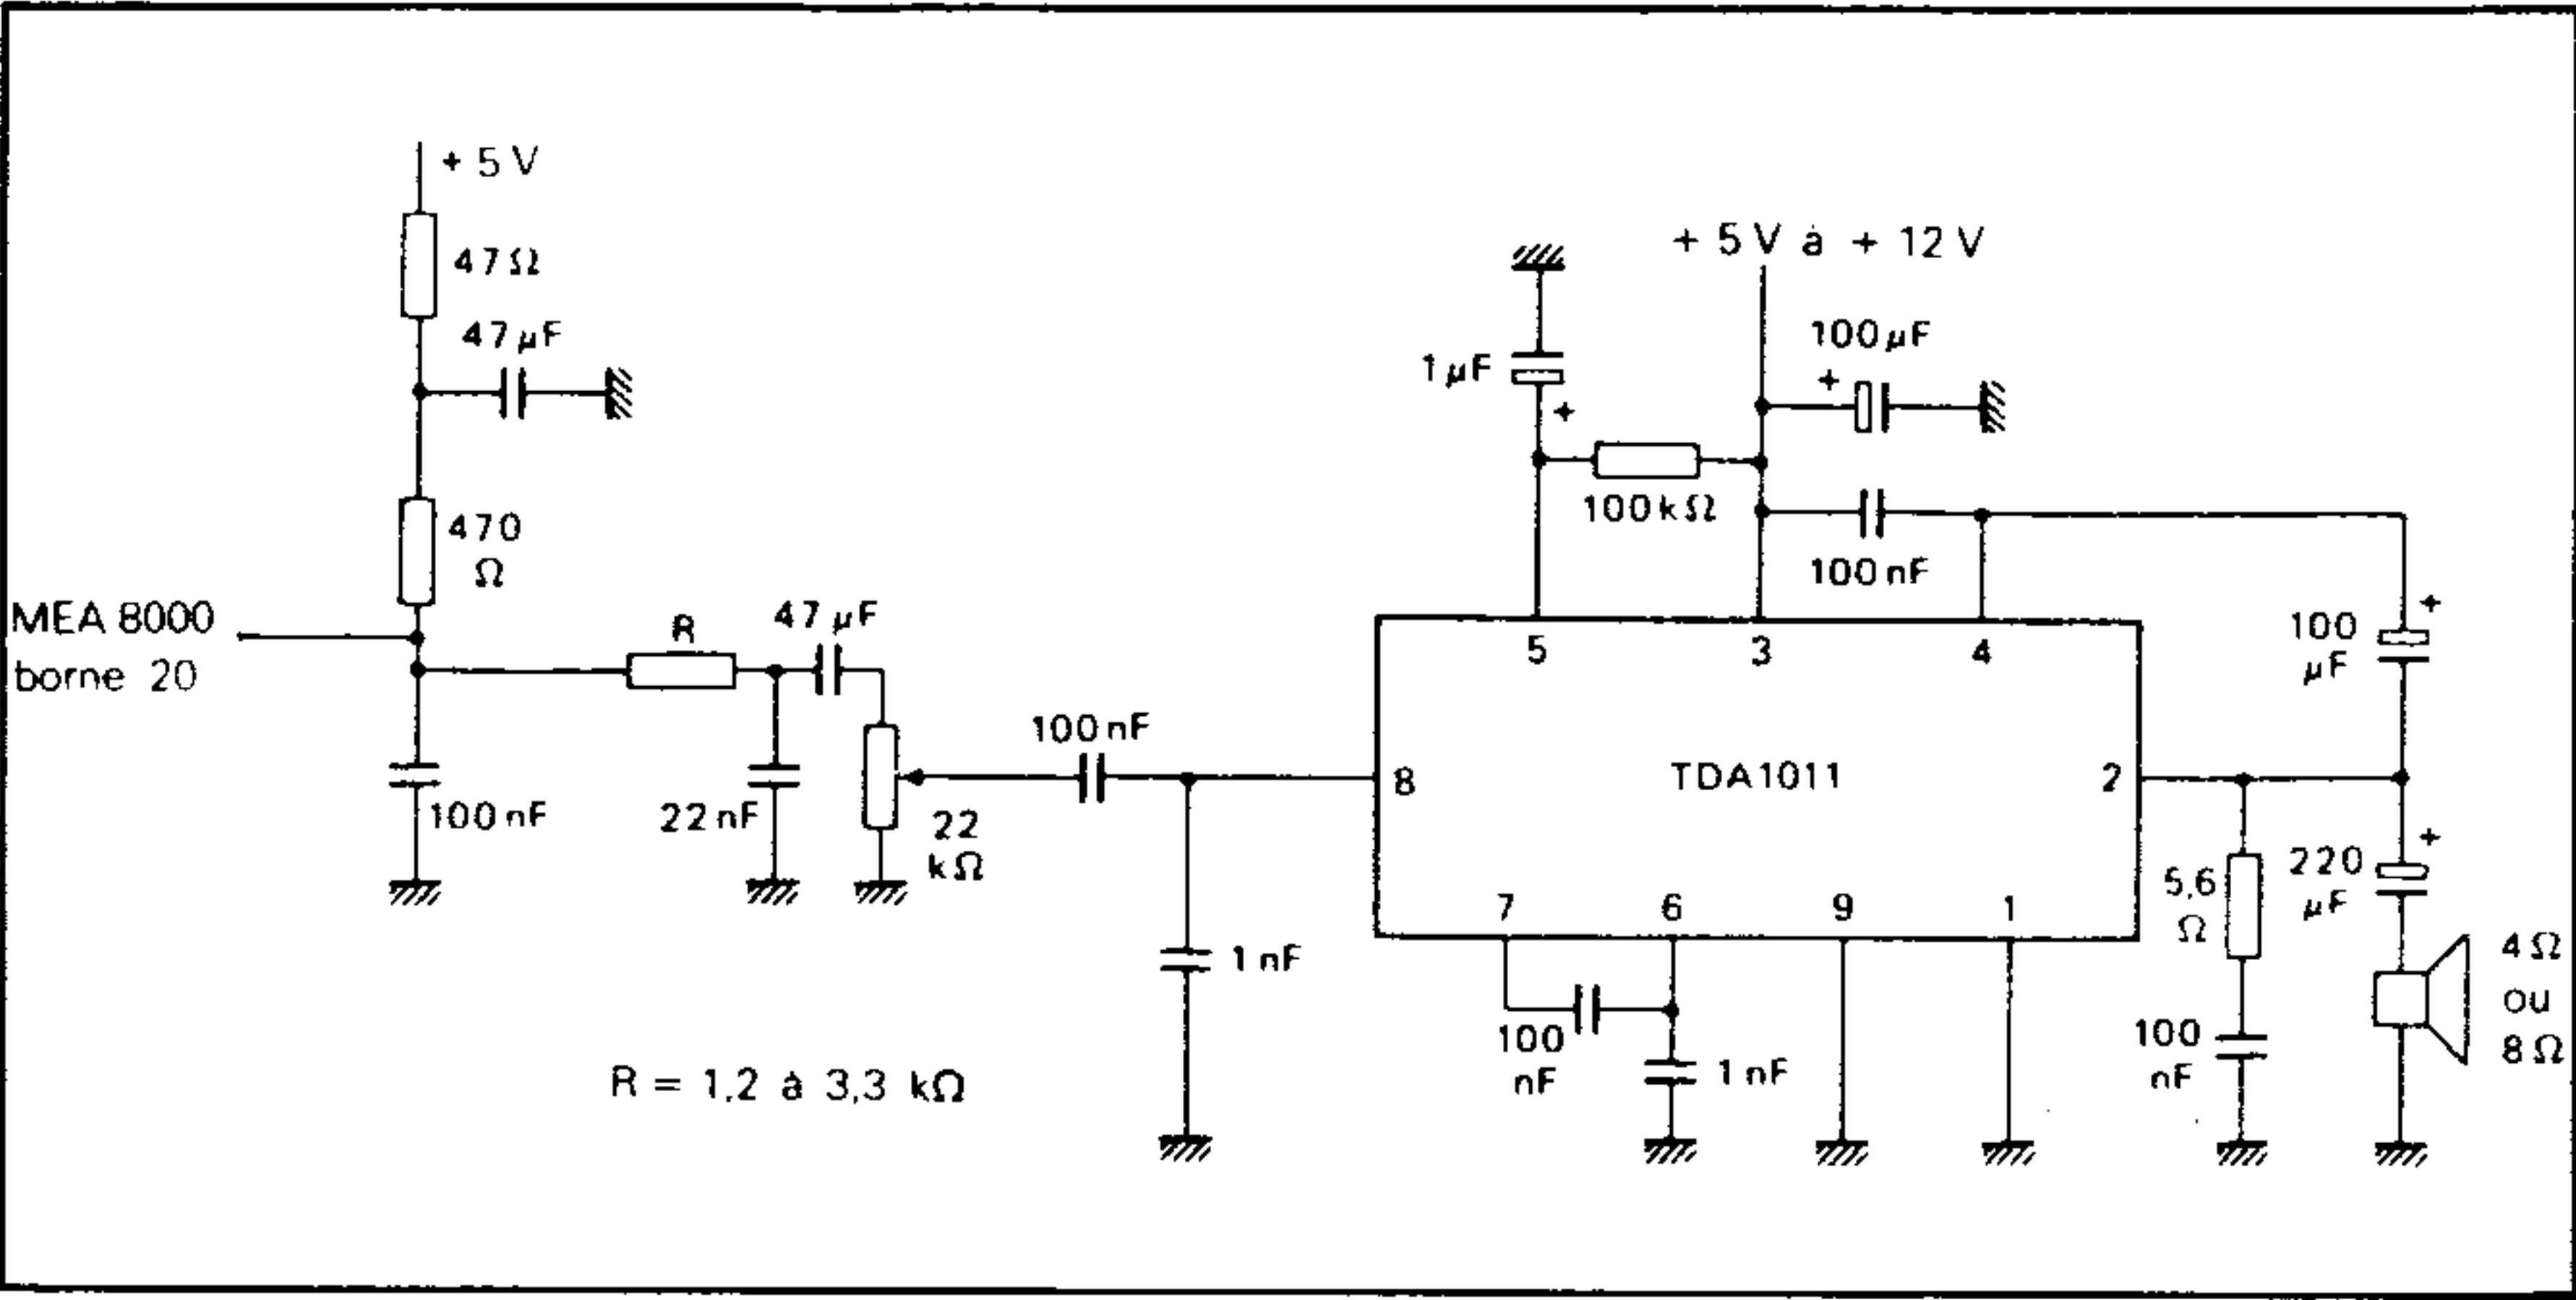 + 5 V
47Ω
47 µF
470
Ω
MEA 8000
borne 20
R
47 µF
100 nF
22 nF
22
kΩ
100 nF
1 nF
R = 1,2 à 3,3 kΩ
+ 5 V à + 12 V
1 µF
+
100 µF
+
100 kΩ
100 nF
5
3
4
8
TDA1011
2
7
6
9
1
100
nF
1 nF
+
100
µF
+
220
µF
5,6
Ω
100
nF
4 Ω
ou
8 Ω